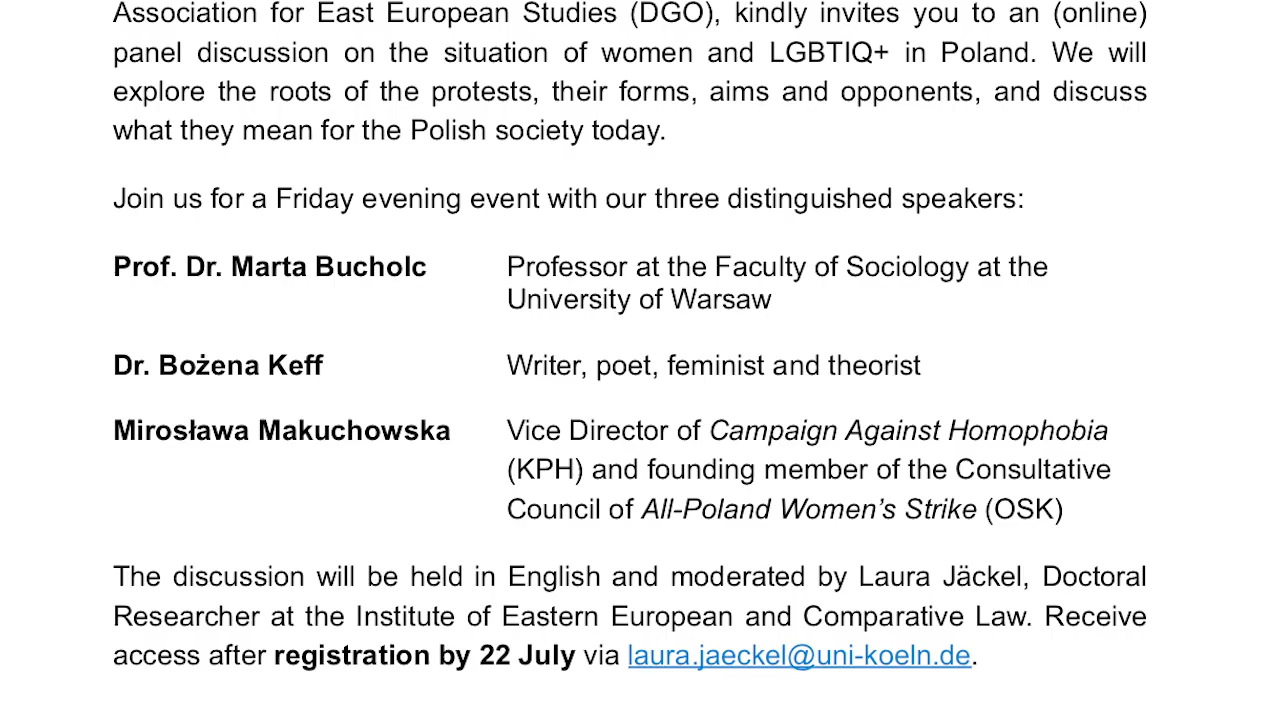 Association for East European Studies (DGO), kindly invites you to an (online)
panel discussion on the situation of women and LGBTIQ+ in Poland. We will
explore the roots of the protests, their forms, aims and opponents, and discuss
what they mean for the Polish society today.
Join us for a Friday evening event with our three distinguished speakers:
Prof. Dr. Marta Bucholc Professor at the Faculty of Sociology at the
University of Warsaw
Dr. Bożena Keff Writer, poet, feminist and theorist
Mirosława Makuchowska Vice Director of Campaign Against Homophobia
(KPH) and founding member of the Consultative
Council of All-Poland Women’s Strike (OSK)
The discussion will be held in English and moderated by Laura Jäckel, Doctoral
Researcher at the Institute of Eastern European and Comparative Law. Receive
access after registration by 22 July via laura.jaeckel@uni-koeln.de.